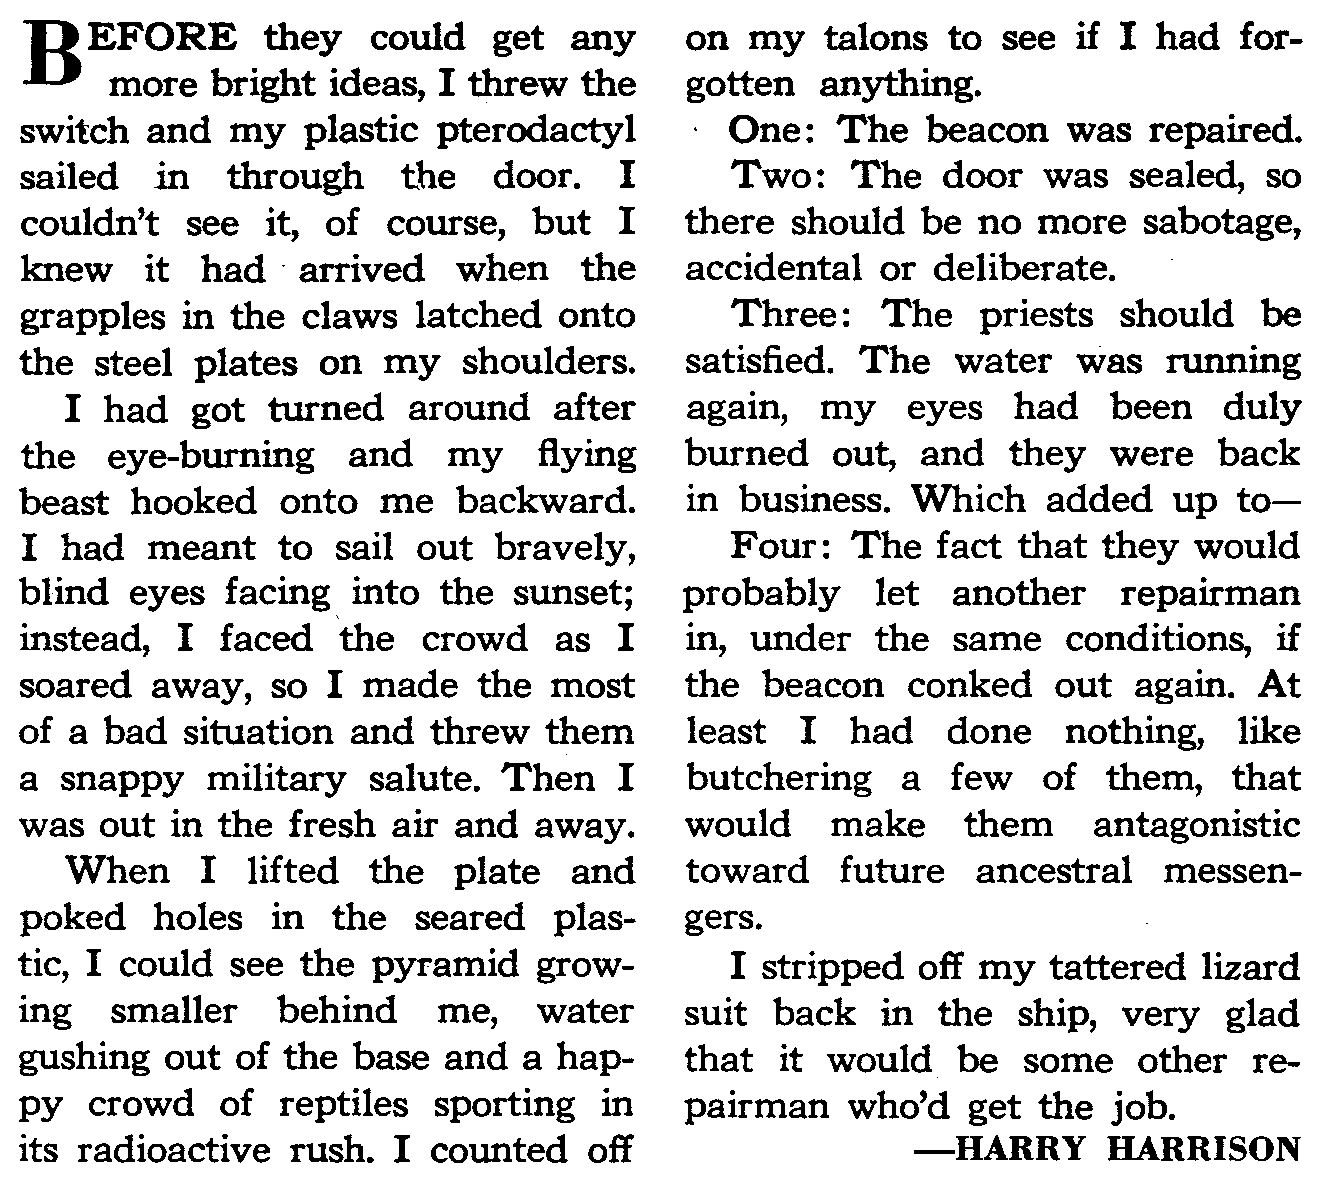 BEFORE they could get any
more bright ideas, I threw the
switch and my plastic pterodactyl
sailed in through the door. I
couldn't see it, of course, but I
knew it had arrived when the
grapples in the claws latched onto
the steel plates on my shoulders.
I had got turned around after
the eye-burning and my flying
beast hooked onto me backward.
I had meant to sail out bravely,
blind eyes facing into the sunset;
instead, I faced the crowd as I
soared away, so I made the most
of a bad situation and threw them
a snappy military salute. Then I
was out in the fresh air and away.
When I lifted the plate and
poked holes in the seared plas-
tic, I could see the pyramid grow-
ing smaller behind me, water
gushing out of the base and a hap-
py crowd of reptiles sporting in
its radioactive rush. I counted off
on my talons to see if I had for-
gotten anything.
One: The beacon was repaired.
Two: The door was sealed, so
there should be no more sabotage,
accidental or deliberate.
Three: The priests should be
satisfied. The water was running
again, my eyes had been duly
burned out, and they were back
in business. Which added up to—
Four: The fact that they would
probably let another repairman
in, under the same conditions, if
the beacon conked out again. At
least I had done nothing, like
butchering a few of them, that
would make them antagonistic
toward future ancestral messen-
gers.
I stripped off my tattered lizard
suit back in the ship, very glad
that it would be some other re-
pairman who'd get the job.
—HARRY HARRISON